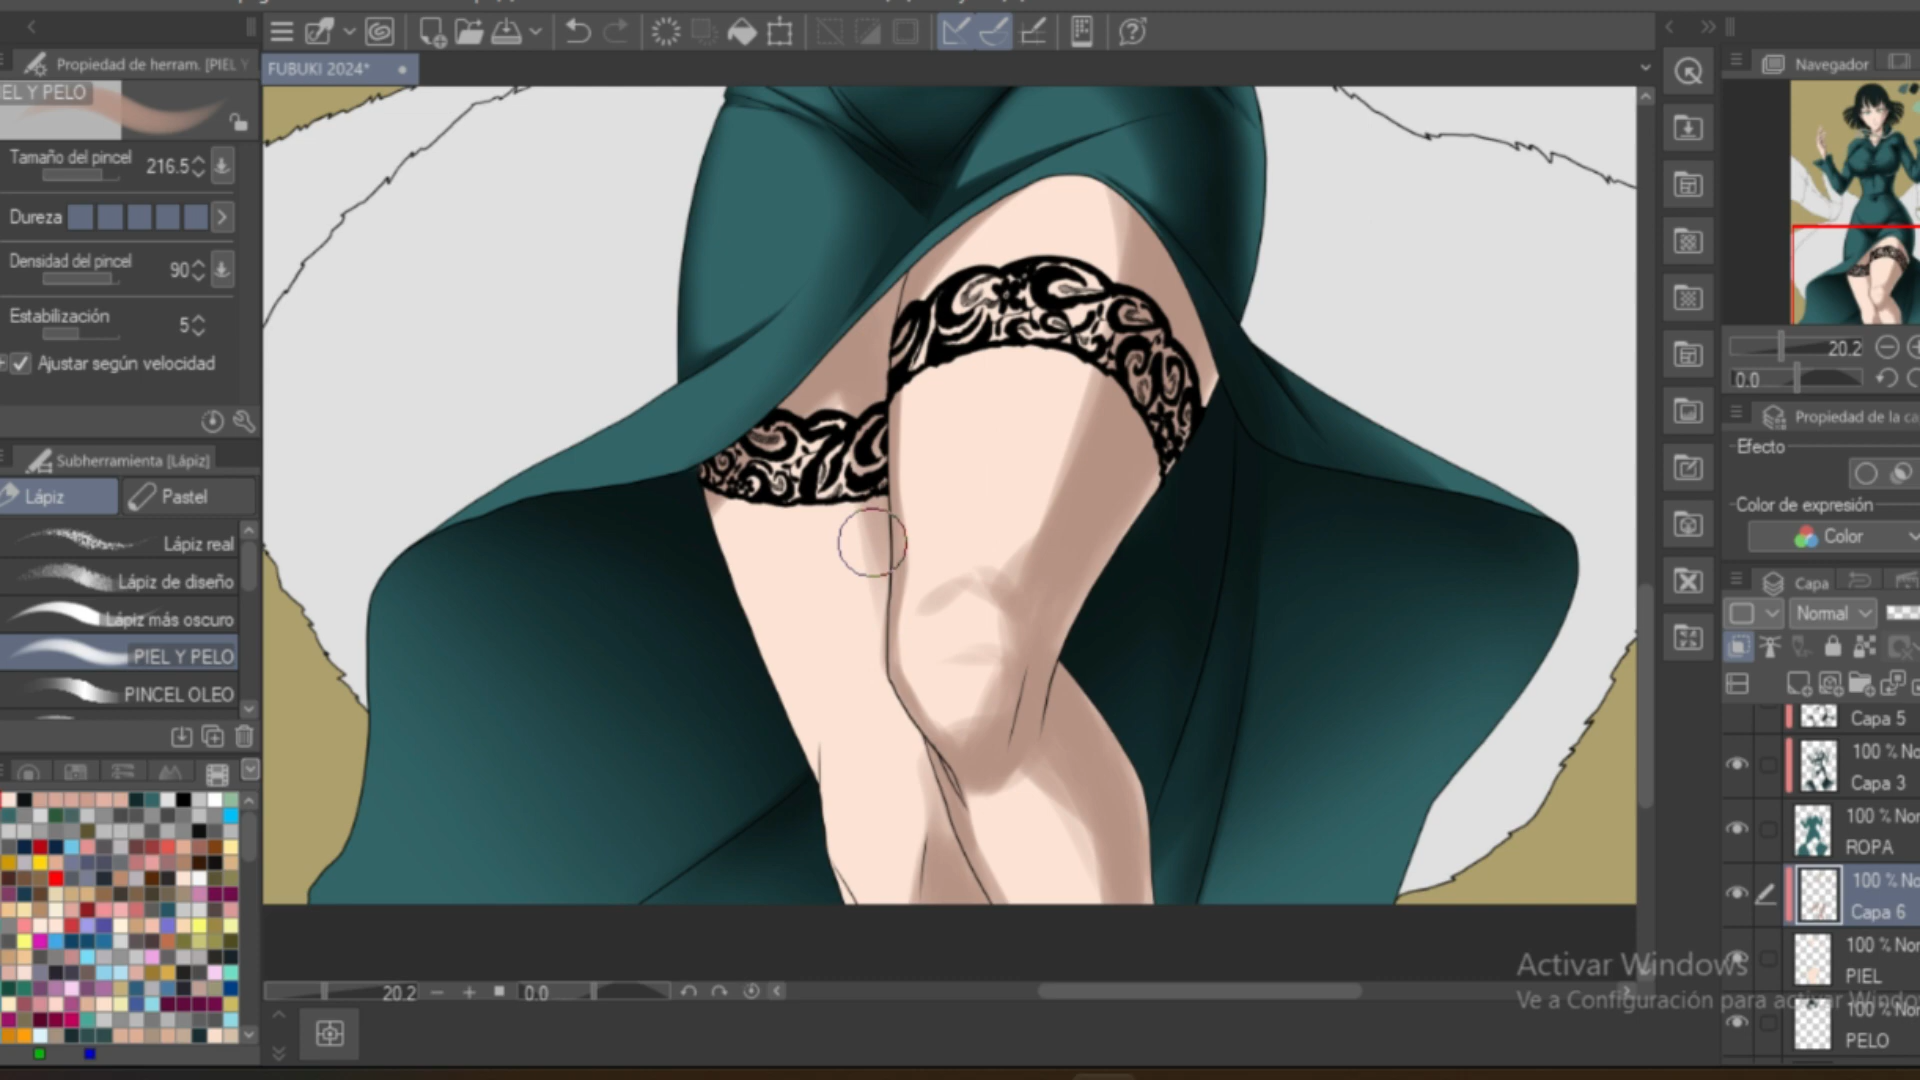 FUBUKI 2024*
Propiedad de herram. [PIEL Y
EL Y PELO
Tamaño del pincel 216.5
Dureza
Densidad del pincel 90
Estabilización 5
Ajustar según velocidad
Subherramienta [Lápiz]
Lápiz Pastel
Lápiz real
Lápiz de diseño
Lápiz más oscuro
PIEL Y PELO
PINCEL OLEO
20.2 0.0
Navegador
20.2
0.0
Propiedad de la ca
Efecto
Color de expresión
Color
Capa
Normal
Capa 5
100 % No
Capa 3
100 % Nor
ROPA
100 % No
Capa 6
100 % Nor
PIEL
100 % Nor
PELO
Activar Windows
Ve a Configuración para activar Windo